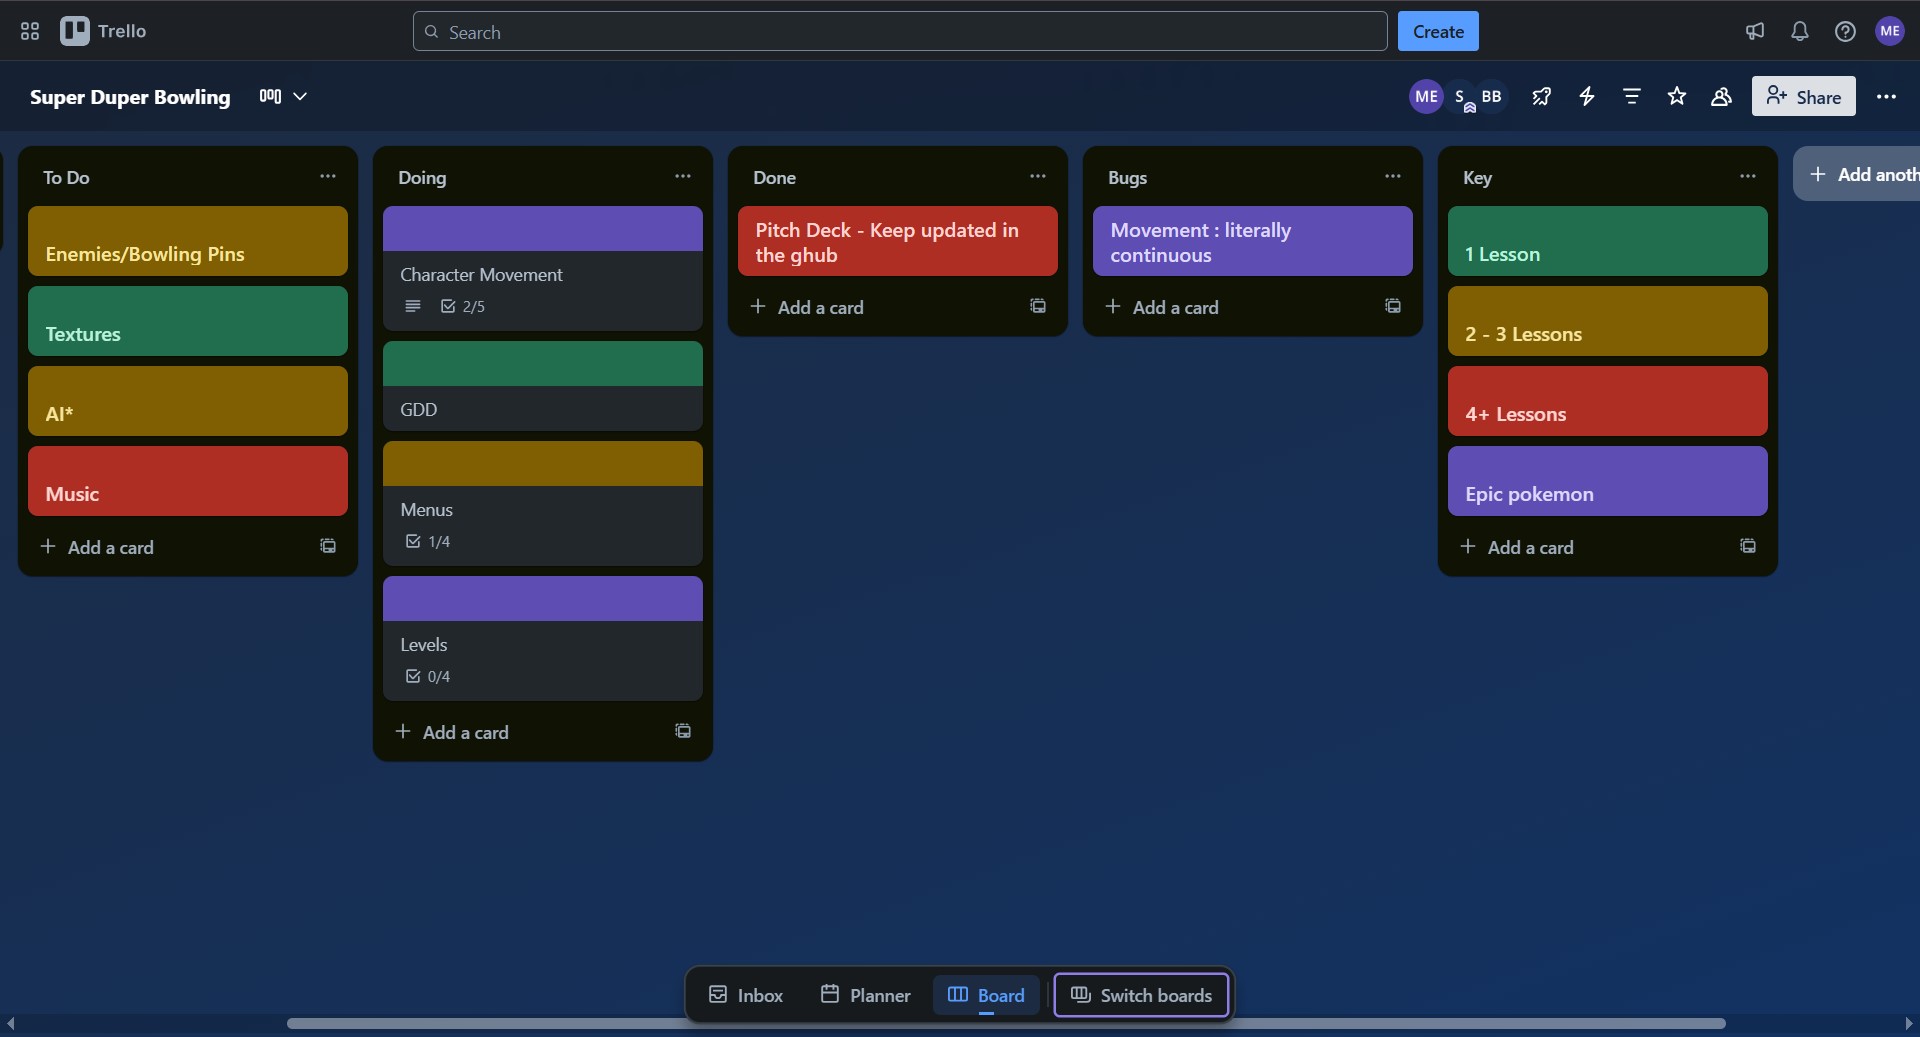 Trello
Search
Create
ME
Super Duper Bowling
ME
S
BB
Share
To Do
Enemies/Bowling Pins
Textures
AI*
Music
Add a card
Doing
Character Movement
2/5
GDD
Menus
1/4
Levels
0/4
Add a card
Done
Pitch Deck - Keep updated in
the ghub
Add a card
Bugs
Movement : literally
continuous
Add a card
Key
1 Lesson
2 - 3 Lessons
4+ Lessons
Epic pokemon
Add a card
Add anoth
Inbox
Planner
Board
Switch boards